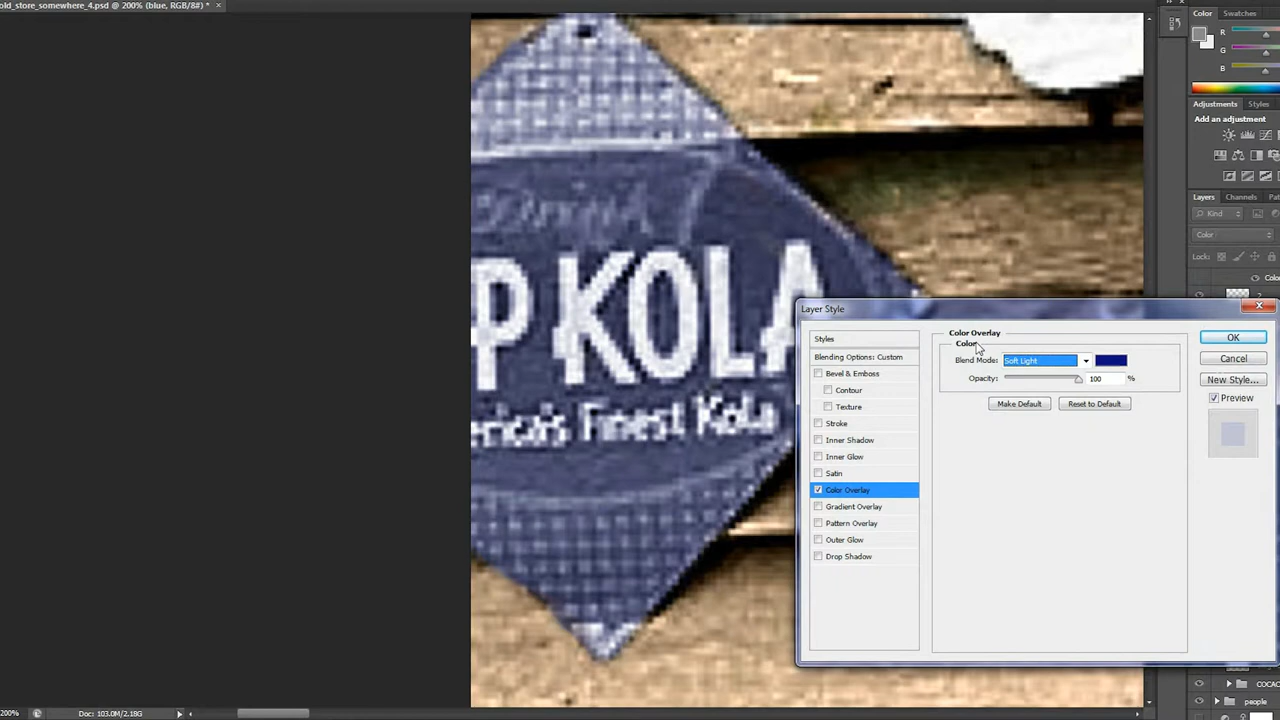 old_store_somewhere_4.psd @ 200% (blue, RGB/8#) * ×
Color Swatches
R
G
B
Adjustments Styles
Add an adjustment
Layers Channels
Kind
Color
Lock:
P KOLA
erica's Finest Kola
Layer Style
Styles
Blending Options: Custom
Bevel & Emboss
Contour
Texture
Stroke
Inner Shadow
Inner Glow
Satin
Color Overlay
Gradient Overlay
Pattern Overlay
Outer Glow
Drop Shadow
Color Overlay
Color
Blend Mode: Soft Light
Opacity: 100 %
Make Default Reset to Default
OK
Cancel
New Style...
Preview
COCAC
people
200% Doc: 103.0M/2.18G